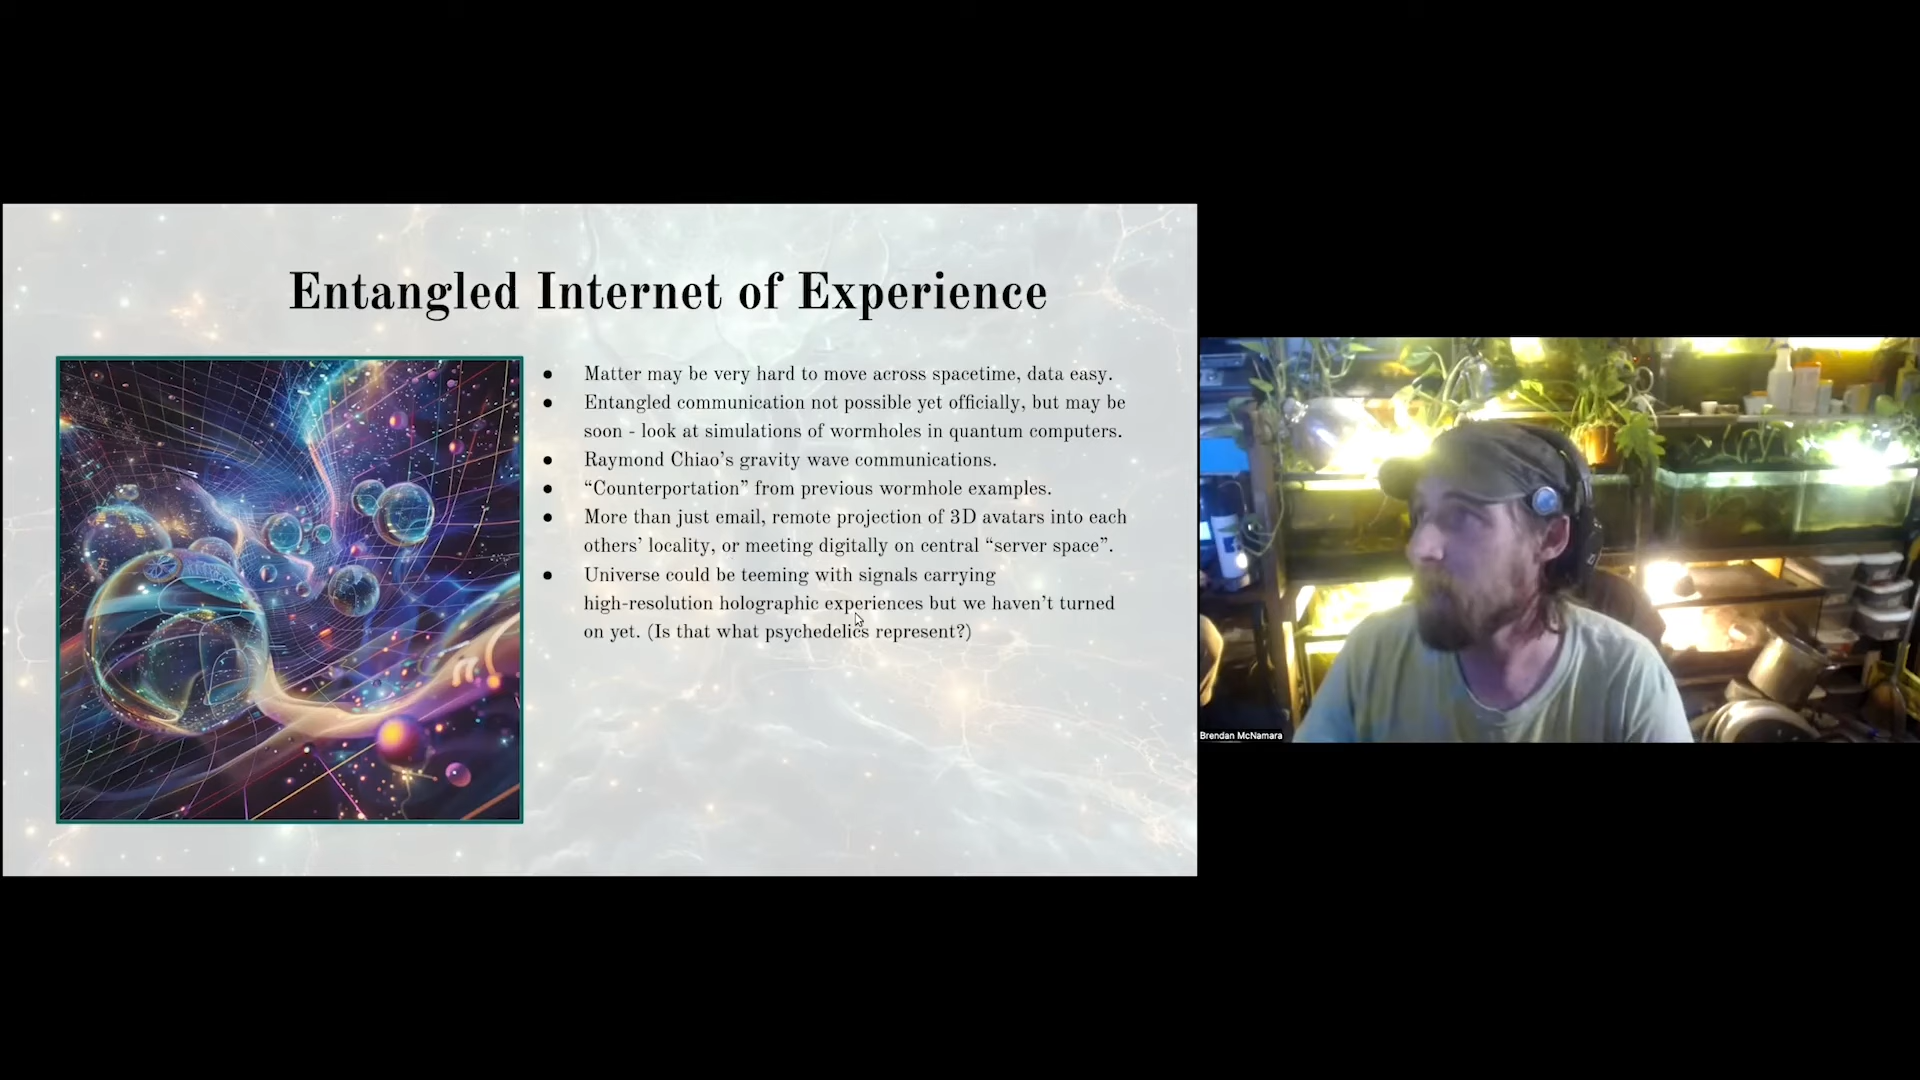 Entangled Internet of Experience
● Matter may be very hard to move across spacetime, data easy.
● Entangled communication not possible yet officially, but may be
soon - look at simulations of wormholes in quantum computers.
● Raymond Chiao’s gravity wave communications.
● “Counterportation” from previous wormhole examples.
● More than just email, remote projection of 3D avatars into each
others’ locality, or meeting digitally on central “server space”.
● Universe could be teeming with signals carrying
high-resolution holographic experiences but we haven’t turned
on yet. (Is that what psychedelics represent?)
Brendan McNamara